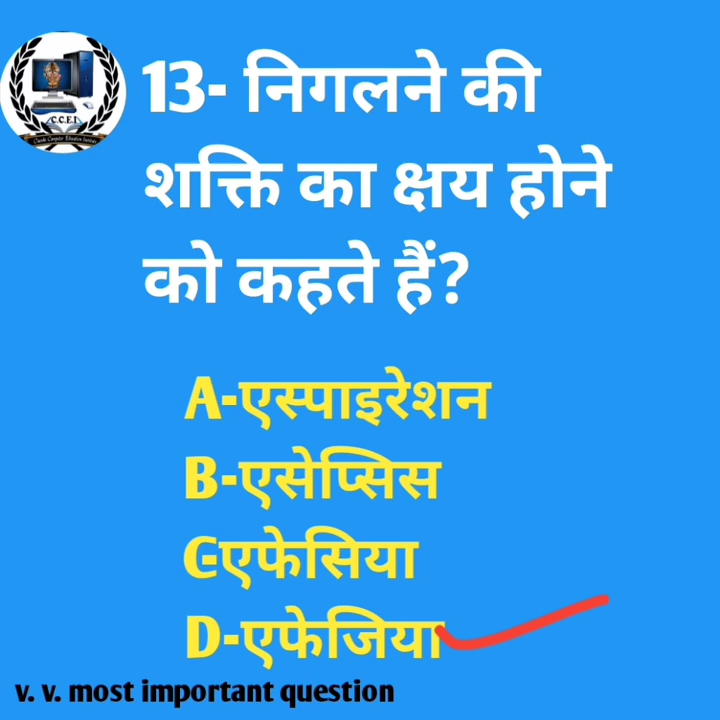 C.C.E.I.
13- निगलने की
शक्ति का क्षय होने
को कहते हैं?
A-एस्पाइरेशन
B-एसेप्सिस
C-एफेसिया
D-एफेजिया
v. v. most important question